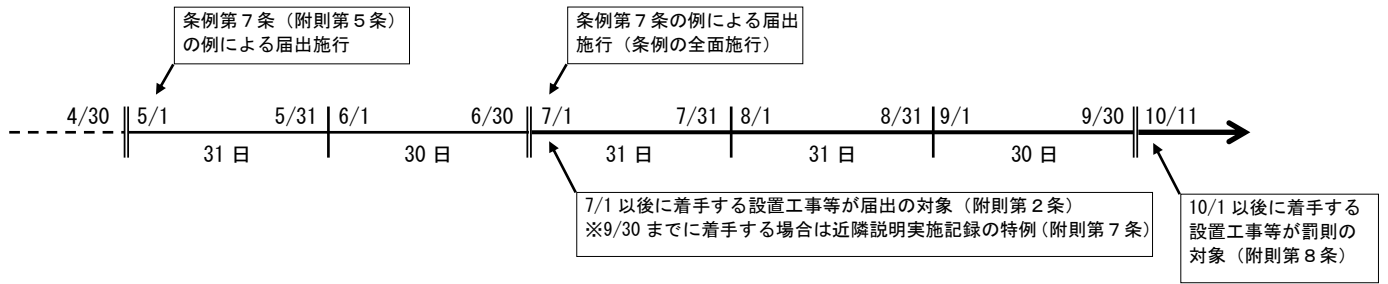 条例第７条（附則第５条）
の例による届出施行
条例第７条の例による届出
施行（条例の全面施行）
4/30 5/1 5/31 6/1 6/30 7/1 7/31 8/1 8/31 9/1 9/30 10/11
31 日 30 日 31 日 31 日 30 日
7/1 以後に着手する設置工事等が届出の対象（附則第２条）
※9/30 までに着手する場合は近隣説明実施記録の特例（附則第７条）
10/1 以後に着手する
設置工事等が罰則の
対象（附則第８条）